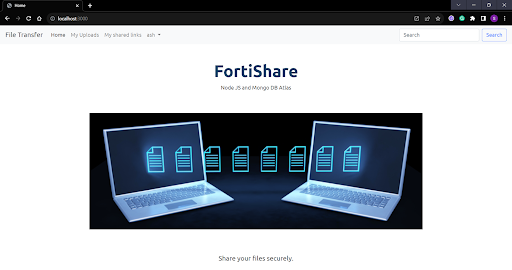 Home
localhost:3000
File Transfer Home My Uploads My shared links ash Search Search
FortiShare
Node JS and Mongo DB Atlas
Share your files securely.